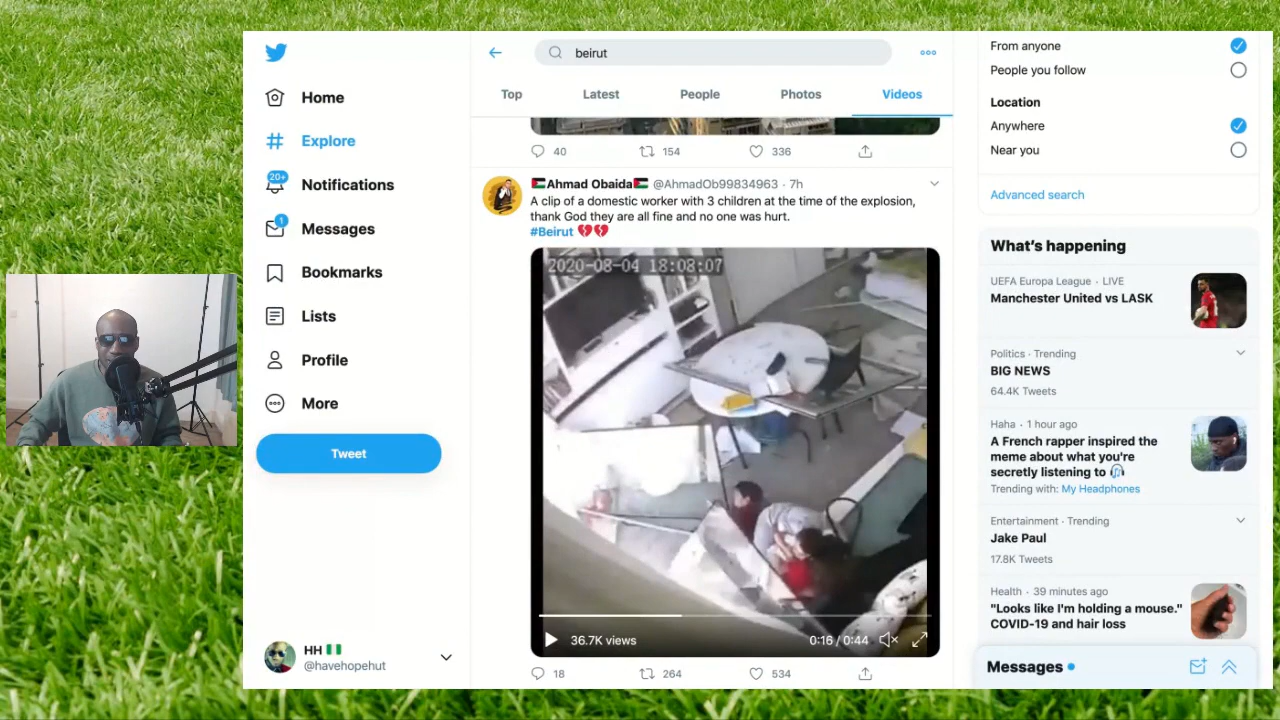 Home
Explore
20+
Notifications
1
Messages
Bookmarks
Lists
Profile
More
Tweet
HH 🇳🇬
@havehopehut
beirut
Top
Latest
People
Photos
Videos
40
154
336
🇵🇸Ahmad Obaida🇵🇸 @AhmadOb99834963 · 7h
A clip of a domestic worker with 3 children at the time of the explosion,
thank God they are all fine and no one was hurt.
#Beirut 💔💔
2020-08-04 18:08:07
36.7K views
0:16 / 0:44
18
264
534
From anyone
People you follow
Location
Anywhere
Near you
Advanced search
What's happening
UEFA Europa League · LIVE
Manchester United vs LASK
Politics · Trending
BIG NEWS
64.4K Tweets
Haha · 1 hour ago
A French rapper inspired the
meme about what you're
secretly listening to 🎧
Trending with: My Headphones
Entertainment · Trending
Jake Paul
17.8K Tweets
Health · 39 minutes ago
"Looks like I'm holding a mouse."
COVID-19 and hair loss
Messages